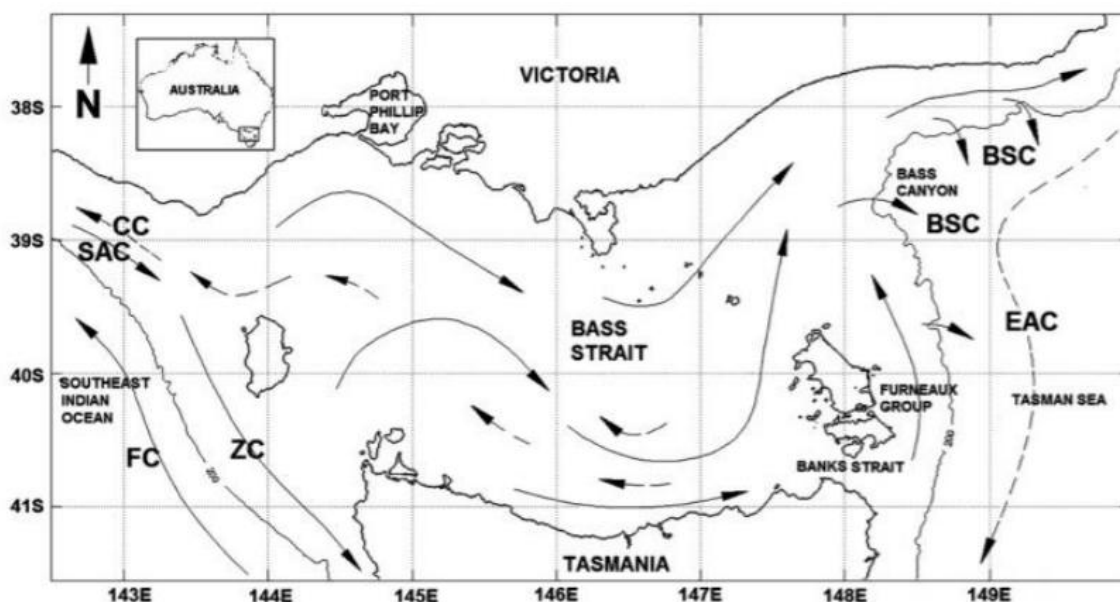 VICTORIA
AUSTRALIA
N
PORT
PHILLIP
BAY
38S
BSC
BASS
CANYON
BSC
CC
39S
SAC
BASS
STRAIT
EAC
40S
SOUTHEAST
INDIAN
OCEAN
FURNEAUX
GROUP
TASMAN SEA
FC
200
ZC
200
BANKS STRAIT
41S
TASMANIA
143E
144E
145E
146E
147E
148E
149E